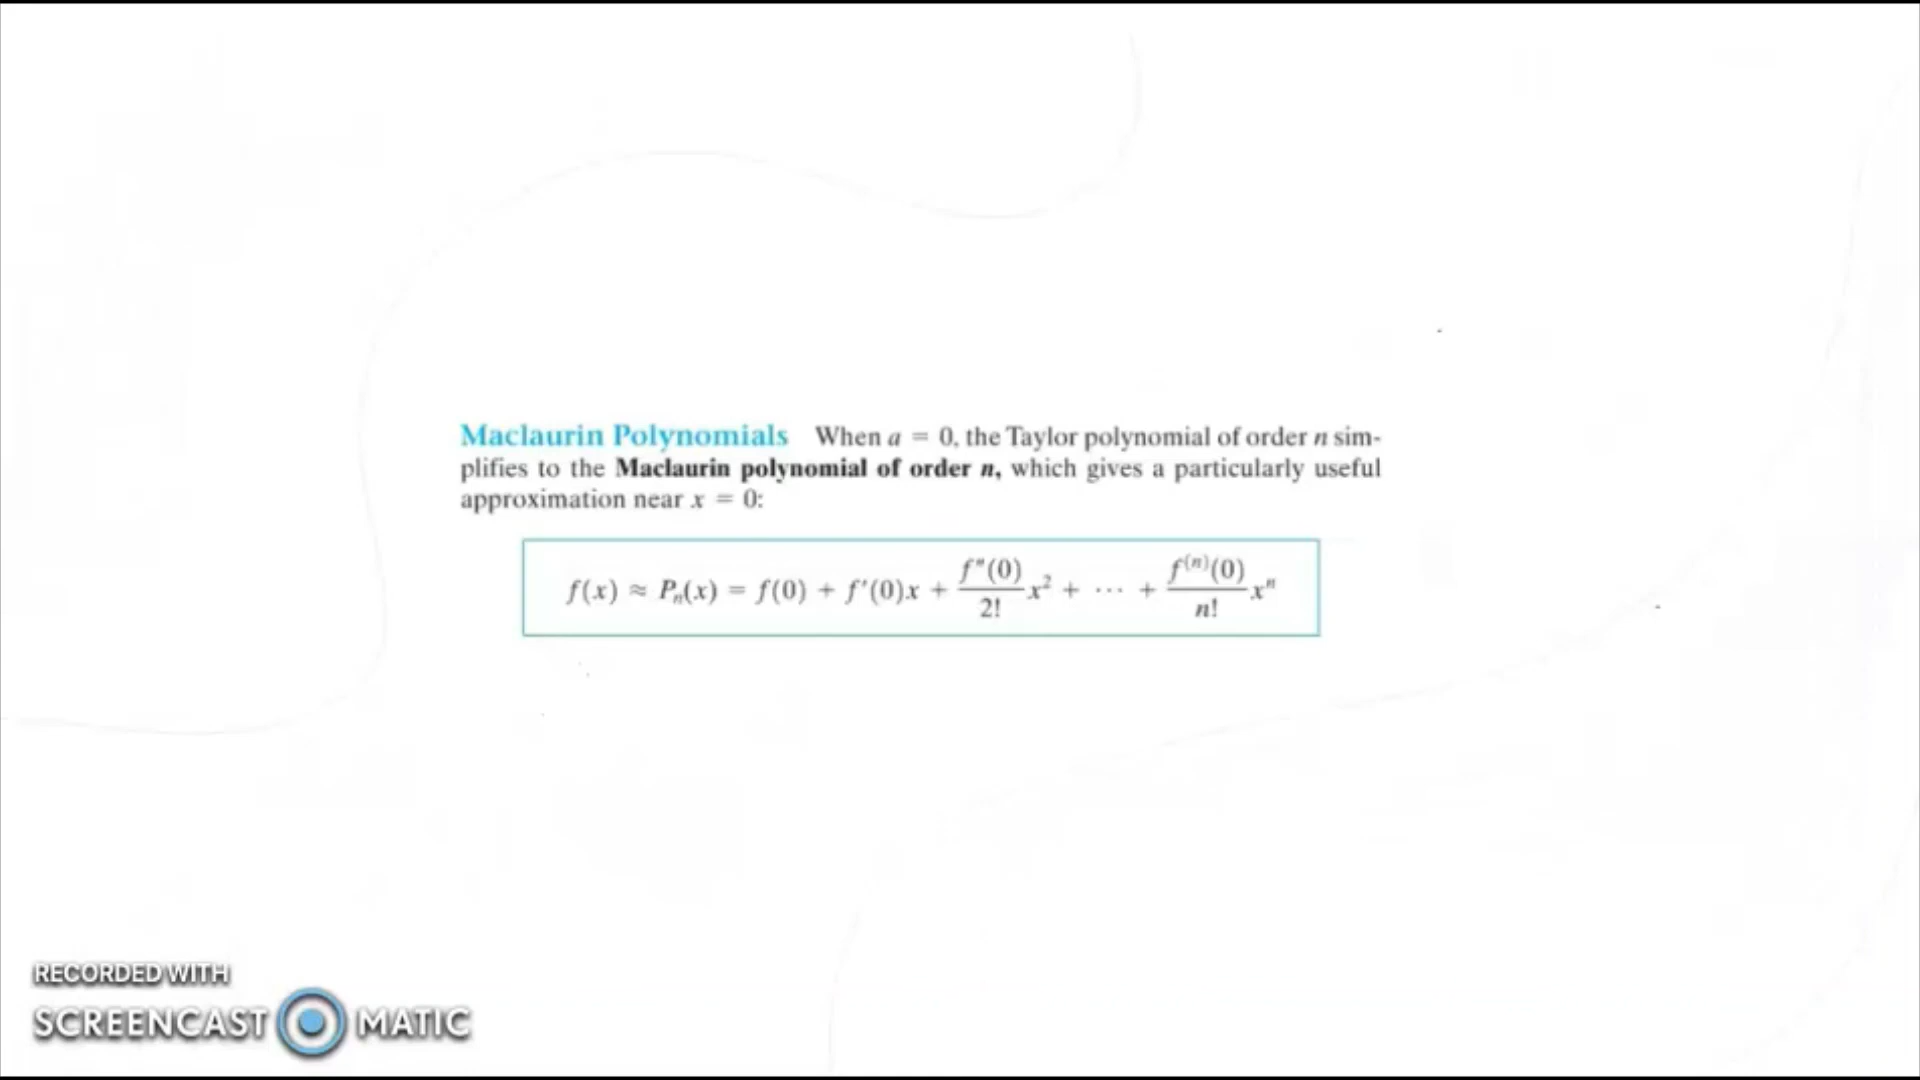 Maclaurin Polynomials When a = 0, the Taylor polynomial of order n sim-
plifies to the Maclaurin polynomial of order n, which gives a particularly useful
approximation near x = 0:
f(x) ≈ Pₙ(x) = f(0) + f'(0)x + f"(0)/2! x² + ⋯ + f⁽ⁿ⁾(0)/n! xⁿ
RECORDED WITH
SCREENCAST MATIC